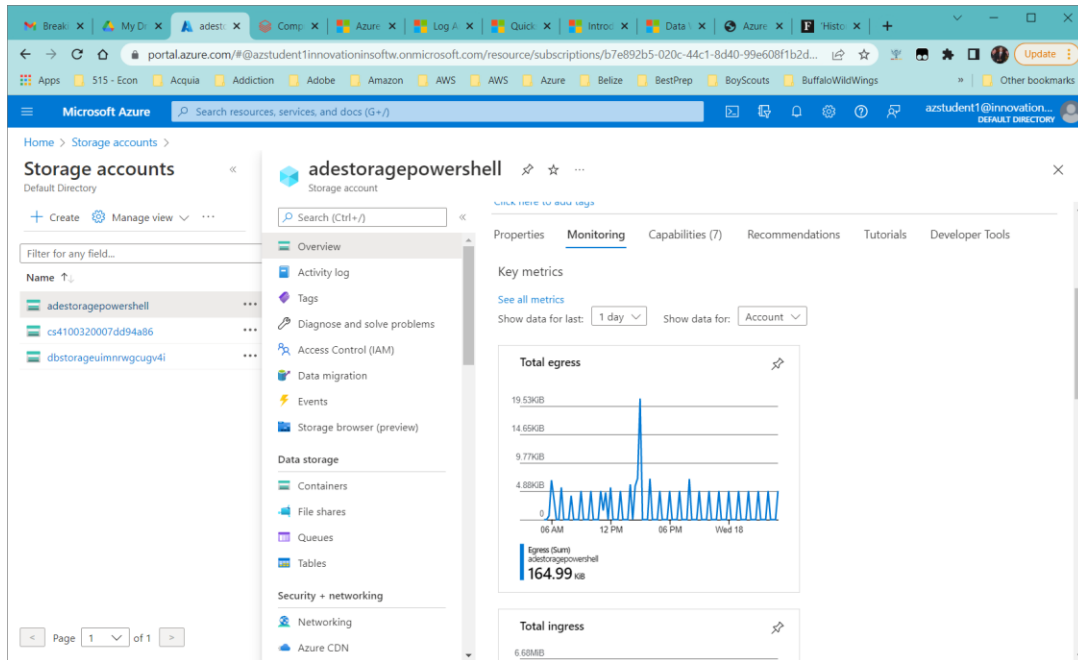 Break
My Dr
adesto
Comp
Azure
Log A
Quick
Introd
Data \
Azure
'Histo
portal.azure.com/#@azstudent1innovationinsoftw.onmicrosoft.com/resource/subscriptions/b7e892b5-020c-44c1-8d40-99e608f1b2d...
Update
Apps
515 - Econ
Acquia
Addiction
Adobe
Amazon
AWS
AWS
Azure
Belize
BestPrep
BoyScouts
BuffaloWildWings
»
Other bookmarks
Microsoft Azure
Search resources, services, and docs (G+/)
azstudent1@innovation...
DEFAULT DIRECTORY
Home > Storage accounts >
Storage accounts
Default Directory
Create
Manage view
Filter for any field...
Name ↑↓
adestoragepowershell
cs4100320007dd94a86
dbstorageuimnrwgcugv4i
< Page 1 of 1 >
adestoragepowershell
Storage account
Search (Ctrl+/)
Overview
Activity log
Tags
Diagnose and solve problems
Access Control (IAM)
Data migration
Events
Storage browser (preview)
Data storage
Containers
File shares
Queues
Tables
Security + networking
Networking
Azure CDN
Click here to add tags
Properties
Monitoring
Capabilities (7)
Recommendations
Tutorials
Developer Tools
Key metrics
See all metrics
Show data for last: 1 day
Show data for: Account
Total egress
19.53KiB
14.65KiB
9.77KiB
4.88KiB
0
06 AM
12 PM
06 PM
Wed 18
Egress (Sum)
adestoragepowershell
164.99 KiB
Total ingress
6.68MiB